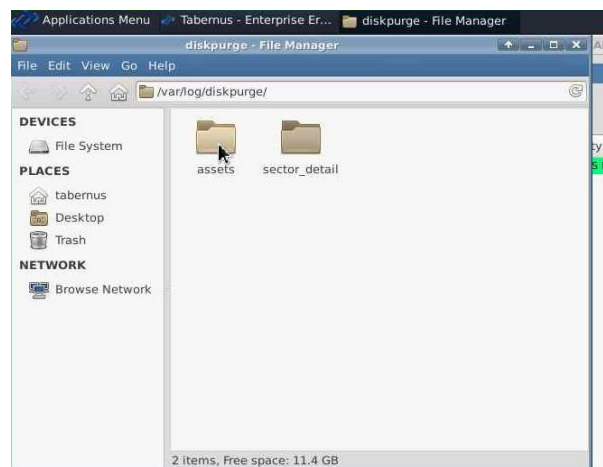 Applications Menu Tabernus - Enterprise Er... diskpurge - File Manager
diskpurge - File Manager
File Edit View Go Help
/var/log/diskpurge/
DEVICES
File System
PLACES
tabernus
Desktop
Trash
NETWORK
Browse Network
assets sector_detail
2 items, Free space: 11.4 GB